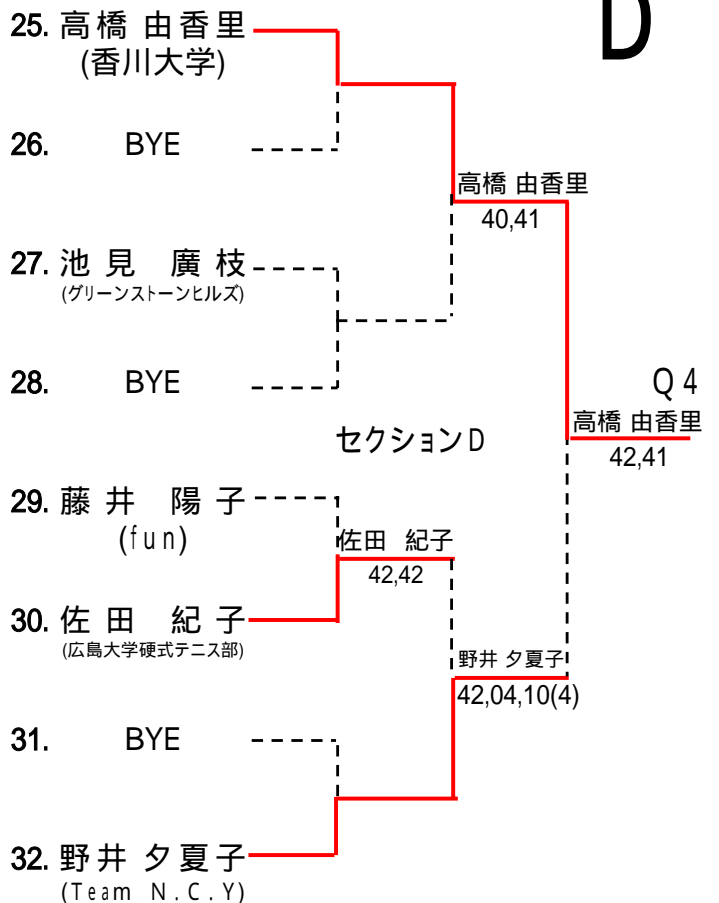 D
25. 高橋 由香里
(香川大学)
26. BYE
高橋 由香里
40,41
27. 池見 廣枝
(グリーンストーンヒルズ)
28. BYE
Q4
高橋 由香里
42,41
セクションD
29. 藤井 陽子
(fun)
佐田 紀子
42,42
30. 佐田 紀子
(広島大学硬式テニス部)
野井 夕夏子
42,04,10(4)
31. BYE
32. 野井 夕夏子
(Team N.C.Y)